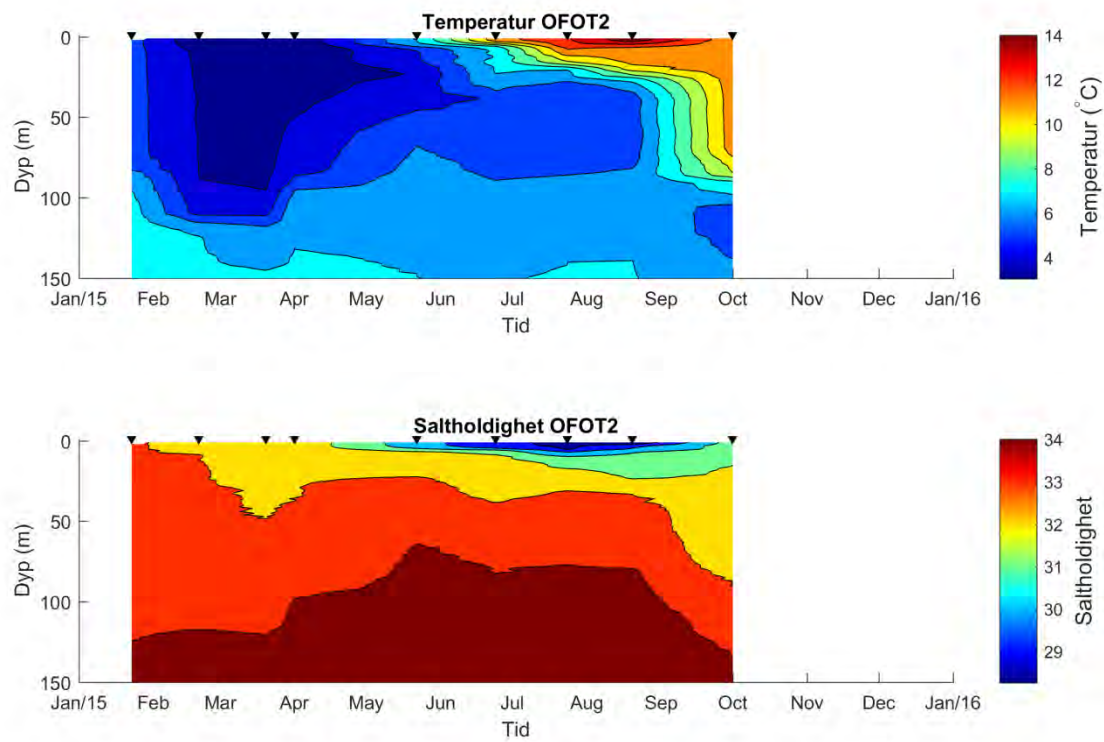 Temperatur OFOT2
0
50
100
150
Dyp (m)
Jan/15 Feb Mar Apr May Jun Jul Aug Sep Oct Nov Dec Jan/16
Tid
14
12
10
8
6
4
Temperatur (°C)
Saltholdighet OFOT2
0
50
100
150
Dyp (m)
Jan/15 Feb Mar Apr May Jun Jul Aug Sep Oct Nov Dec Jan/16
Tid
34
33
32
31
30
29
Saltholdighet